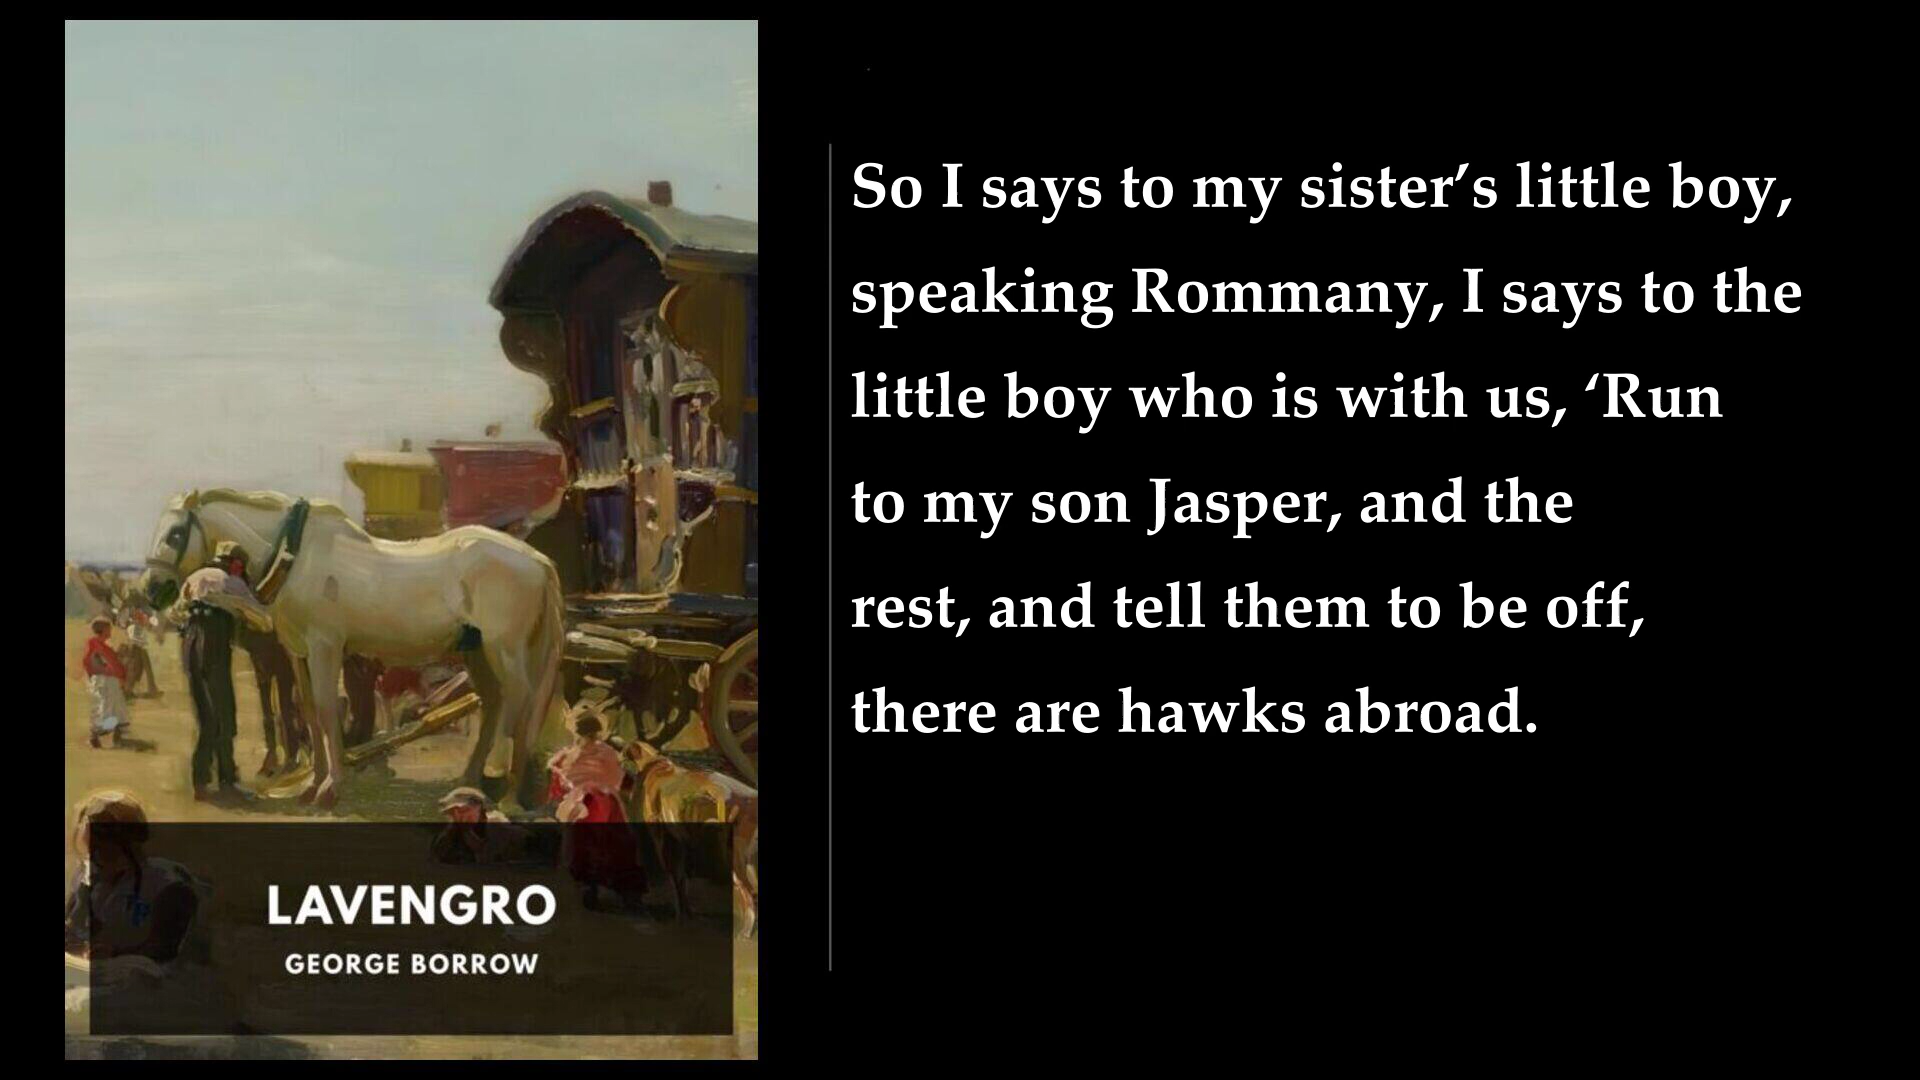 So I says to my sister’s little boy,
speaking Rommany, I says to the
little boy who is with us, ‘Run
to my son Jasper, and the
rest, and tell them to be off,
there are hawks abroad.
LAVENGRO
GEORGE BORROW